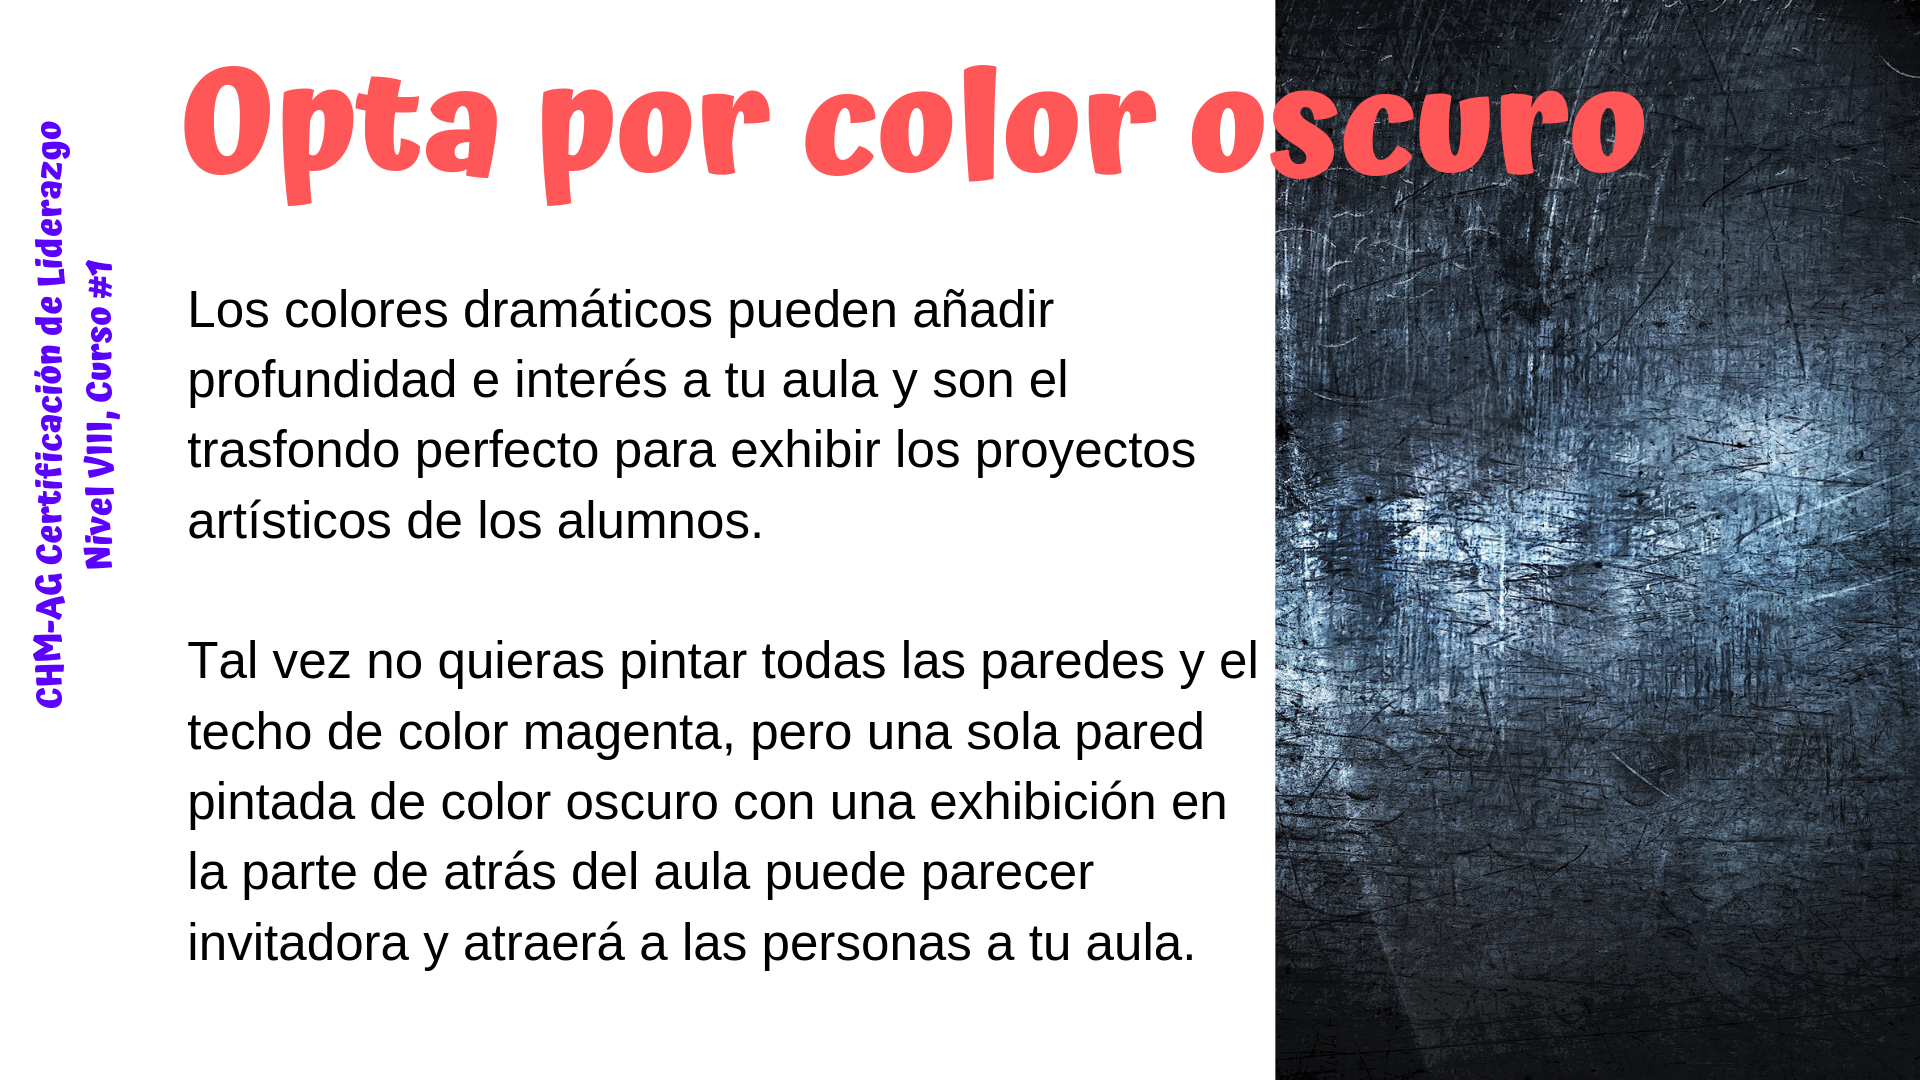 Opta por color oscuro
CHM-AG Certificación de Liderazgo
Nivel VIII, Curso #1
Los colores dramáticos pueden añadir
profundidad e interés a tu aula y son el
trasfondo perfecto para exhibir los proyectos
artísticos de los alumnos.
Tal vez no quieras pintar todas las paredes y el
techo de color magenta, pero una sola pared
pintada de color oscuro con una exhibición en
la parte de atrás del aula puede parecer
invitadora y atraerá a las personas a tu aula.